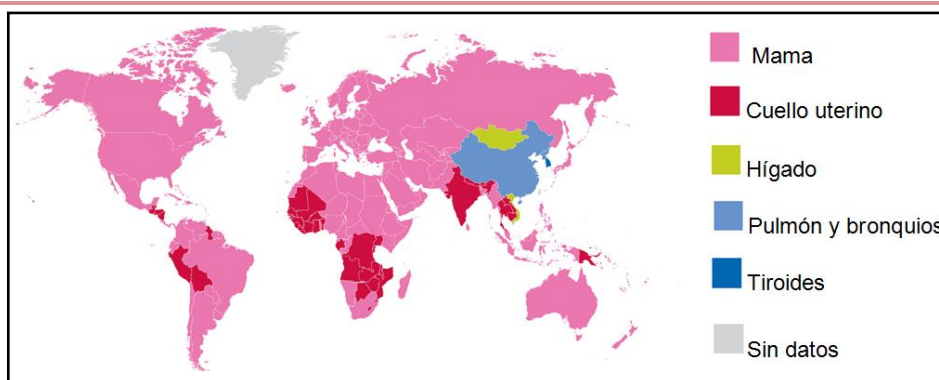 Mama
Cuello uterino
Hígado
Pulmón y bronquios
Tiroides
Sin datos